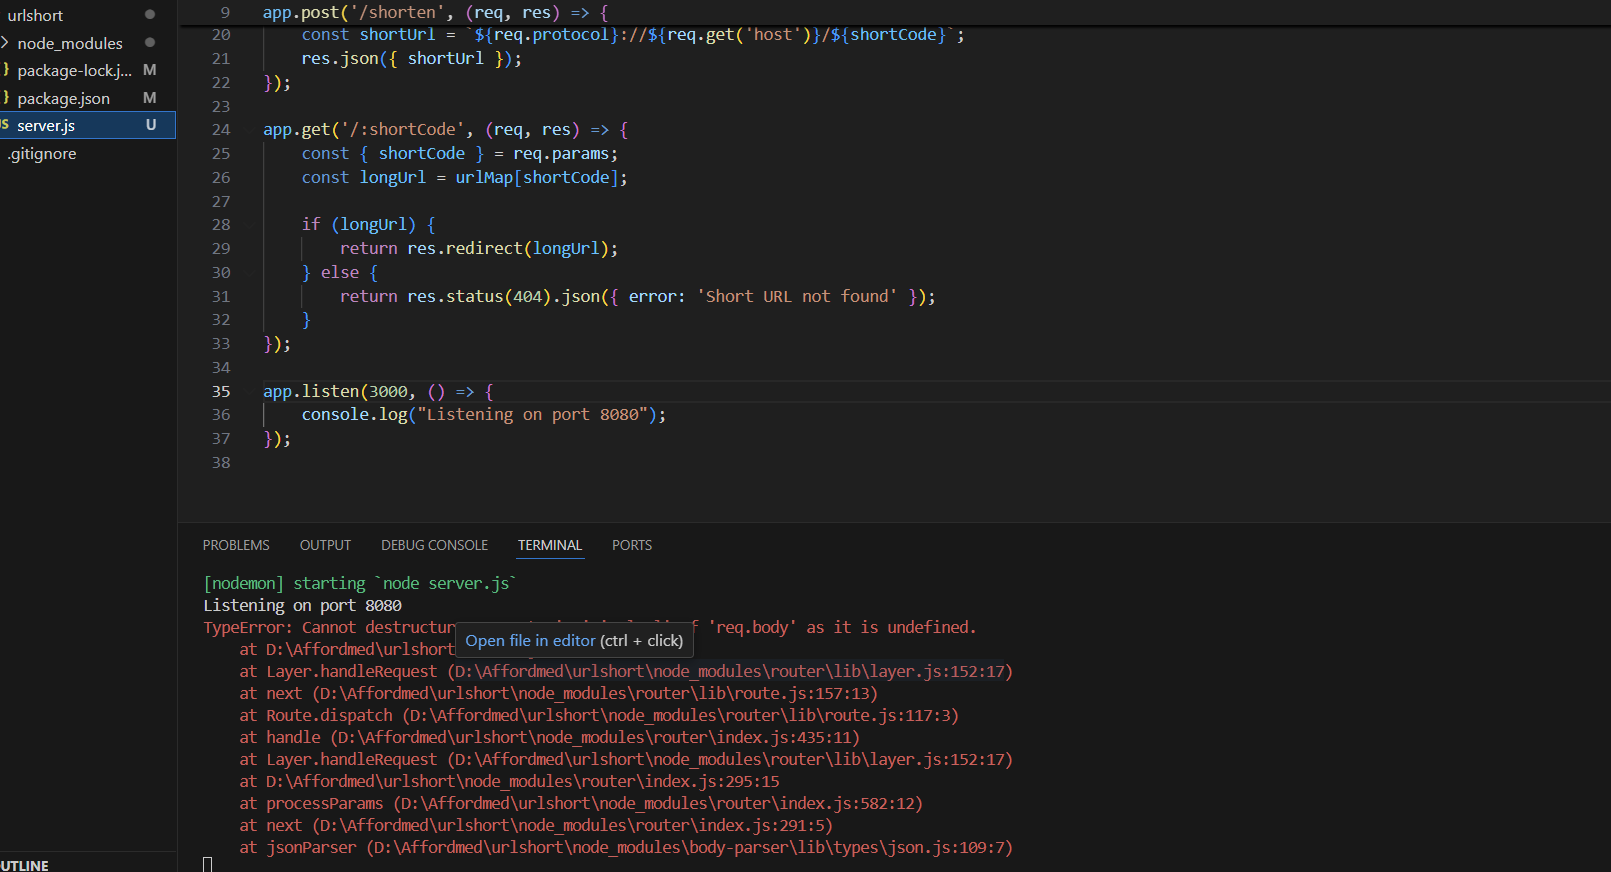 urlshort
node_modules
package-lock.j... M
package.json M
JS server.js U
.gitignore
OUTLINE
9 app.post('/shorten', (req, res) => {
20 const shortUrl = `${req.protocol}://${req.get('host')}/${shortCode}`;
21 res.json({ shortUrl });
22 });
23
24 app.get('/:shortCode', (req, res) => {
25 const { shortCode } = req.params;
26 const longUrl = urlMap[shortCode];
27
28 if (longUrl) {
29 return res.redirect(longUrl);
30 } else {
31 return res.status(404).json({ error: 'Short URL not found' });
32 }
33 });
34
35 app.listen(3000, () => {
36 console.log("Listening on port 8080");
37 });
38
PROBLEMS OUTPUT DEBUG CONSOLE TERMINAL PORTS
[nodemon] starting `node server.js`
Listening on port 8080
TypeError: Cannot destructur 'req.body' as it is undefined.
Open file in editor (ctrl + click)
at D:\Affordmed\urlshort
at Layer.handleRequest (D:\Affordmed\urlshort\node_modules\router\lib\layer.js:152:17)
at next (D:\Affordmed\urlshort\node_modules\router\lib\route.js:157:13)
at Route.dispatch (D:\Affordmed\urlshort\node_modules\router\lib\route.js:117:3)
at handle (D:\Affordmed\urlshort\node_modules\router\index.js:435:11)
at Layer.handleRequest (D:\Affordmed\urlshort\node_modules\router\lib\layer.js:152:17)
at D:\Affordmed\urlshort\node_modules\router\index.js:295:15
at processParams (D:\Affordmed\urlshort\node_modules\router\index.js:582:12)
at next (D:\Affordmed\urlshort\node_modules\router\index.js:291:5)
at jsonParser (D:\Affordmed\urlshort\node_modules\body-parser\lib\types\json.js:109:7)